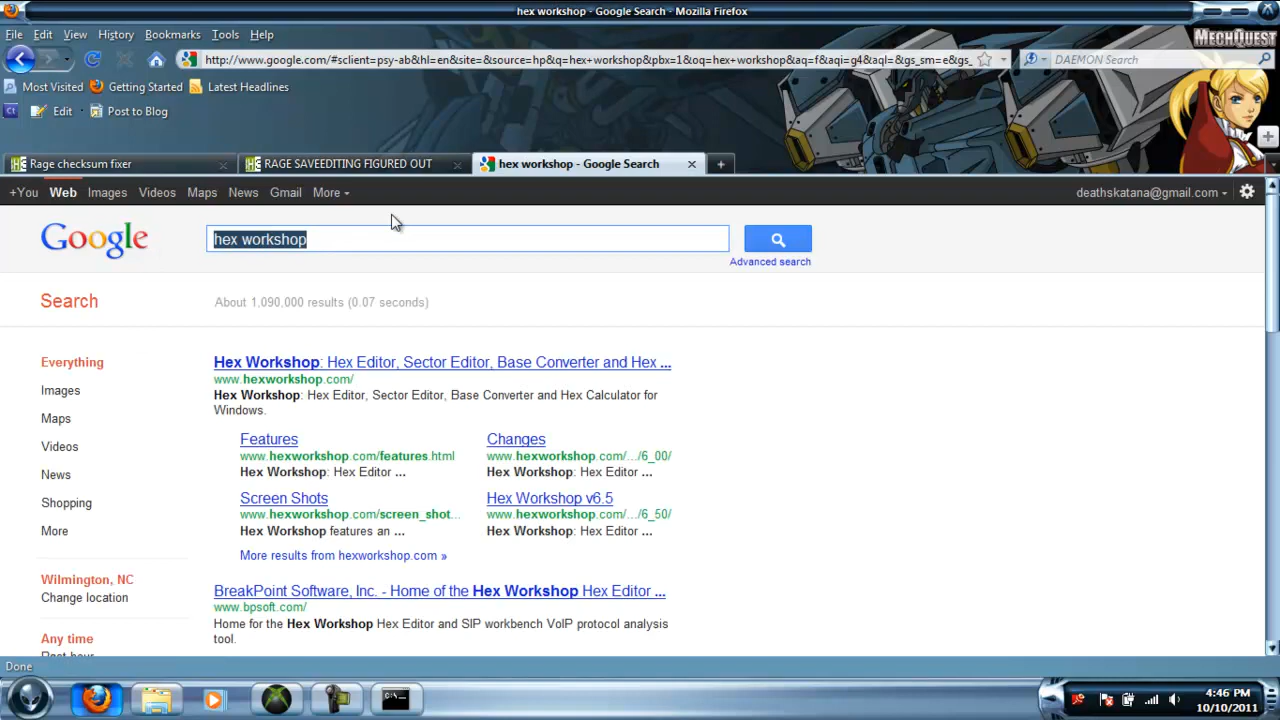 hex workshop - Google Search - Mozilla Firefox
File Edit View History Bookmarks Tools Help
MECHQUEST
http://www.google.com/#sclient=psy-ab&hl=en&site=&source=hp&q=hex+workshop&pbx=1&oq=hex+workshop&aq=f&aqi=g4&aql=&gs_sm=e&gs_
DAEMON Search
Most Visited Getting Started Latest Headlines
Ct Edit Post to Blog
Rage checksum fixer
RAGE SAVEEDITING FIGURED OUT
hex workshop - Google Search
+You Web Images Videos Maps News Gmail More
deathskatana@gmail.com
Google
hex workshop
Advanced search
Search
About 1,090,000 results (0.07 seconds)
Everything
Images
Maps
Videos
News
Shopping
More
Wilmington, NC
Change location
Any time
Past hour
Hex Workshop: Hex Editor, Sector Editor, Base Converter and Hex ...
www.hexworkshop.com/
Hex Workshop: Hex Editor, Sector Editor, Base Converter and Hex Calculator for
Windows.
Features
www.hexworkshop.com/features.html
Hex Workshop: Hex Editor ...
Changes
www.hexworkshop.com/.../6_00/
Hex Workshop: Hex Editor ...
Screen Shots
www.hexworkshop.com/screen_shot...
Hex Workshop features an ...
Hex Workshop v6.5
www.hexworkshop.com/.../6_50/
Hex Workshop: Hex Editor ...
More results from hexworkshop.com »
BreakPoint Software, Inc. - Home of the Hex Workshop Hex Editor ...
www.bpsoft.com/
Home for the Hex Workshop Hex Editor and SIP workbench VoIP protocol analysis
tool.
Done
4:46 PM
10/10/2011